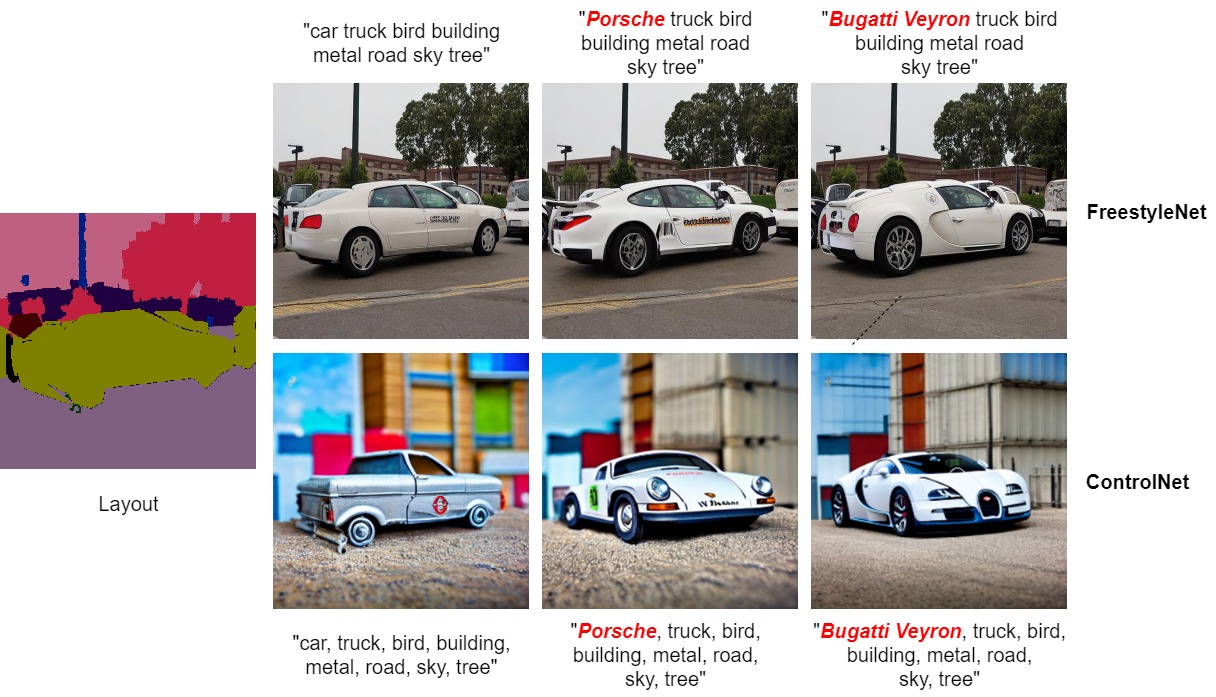 "car truck bird building
metal road sky tree"
"Porsche truck bird
building metal road
sky tree"
"Bugatti Veyron truck bird
building metal road
sky tree"
FreestyleNet
Layout
ControlNet
"car, truck, bird, building,
metal, road, sky, tree"
"Porsche, truck, bird,
building, metal, road,
sky, tree"
"Bugatti Veyron, truck, bird,
building, metal, road,
sky, tree"